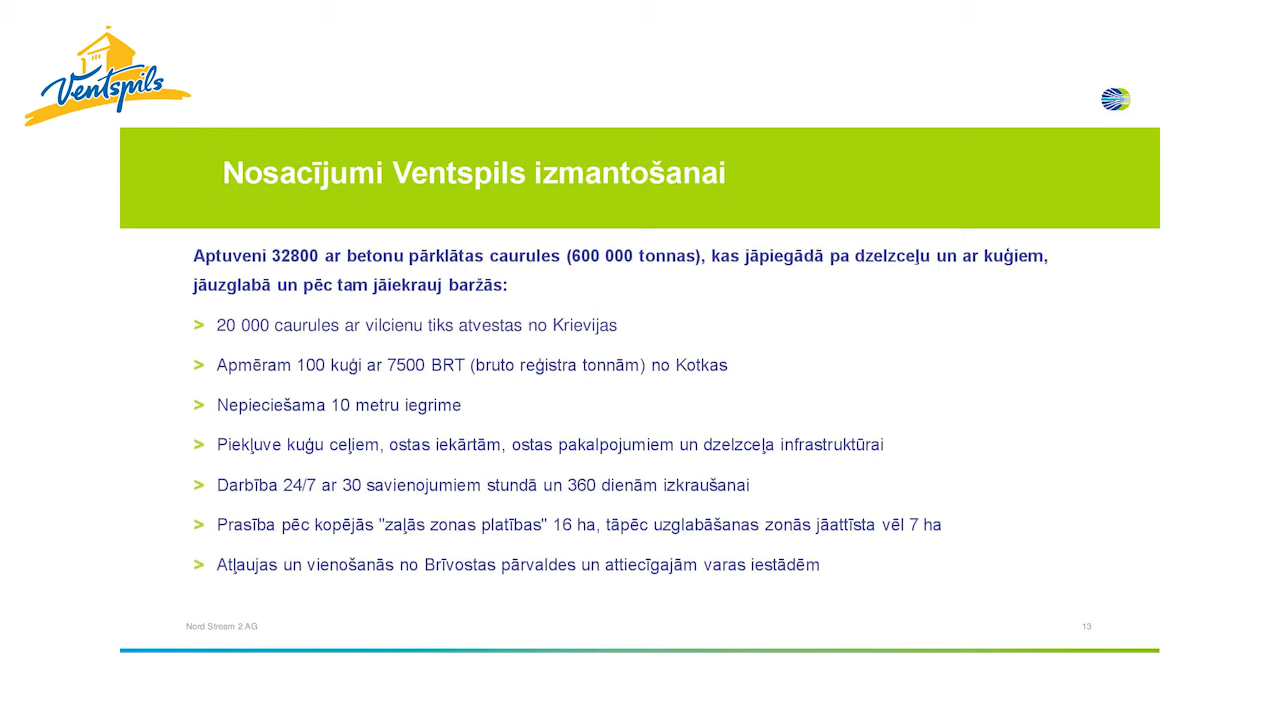 Ventspils
Nosacījumi Ventspils izmantošanai
Aptuveni 32800 ar betonu pārklātas caurules (600 000 tonnas), kas jāpiegādā pa dzelzceļu un ar kuģiem,
jāuzglabā un pēc tam jāiekrauj baržās:
> 20 000 caurules ar vilcienu tiks atvestas no Krievijas
> Apmēram 100 kuģi ar 7500 BRT (bruto reģistra tonnām) no Kotkas
> Nepieciešama 10 metru iegrime
> Piekļuve kuģu ceļiem, ostas iekārtām, ostas pakalpojumiem un dzelzceļa infrastruktūrai
> Darbība 24/7 ar 30 savienojumiem stundā un 360 dienām izkraušanai
> Prasība pēc kopējās "zaļās zonas platības" 16 ha, tāpēc uzglabāšanas zonās jāattīsta vēl 7 ha
> Atļaujas un vienošanās no Brīvostas pārvaldes un attiecīgajām varas iestādēm
Nord Stream 2 AG
13